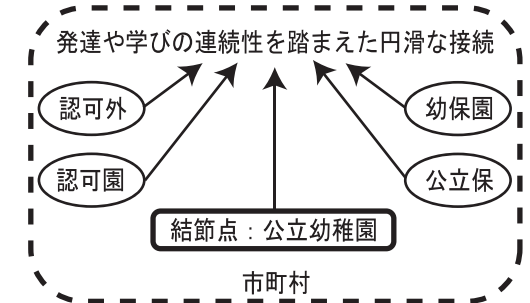 発達や学びの連続性を踏まえた円滑な接続
認可外
幼保園
認可園
公立保
結節点：公立幼稚園
市町村